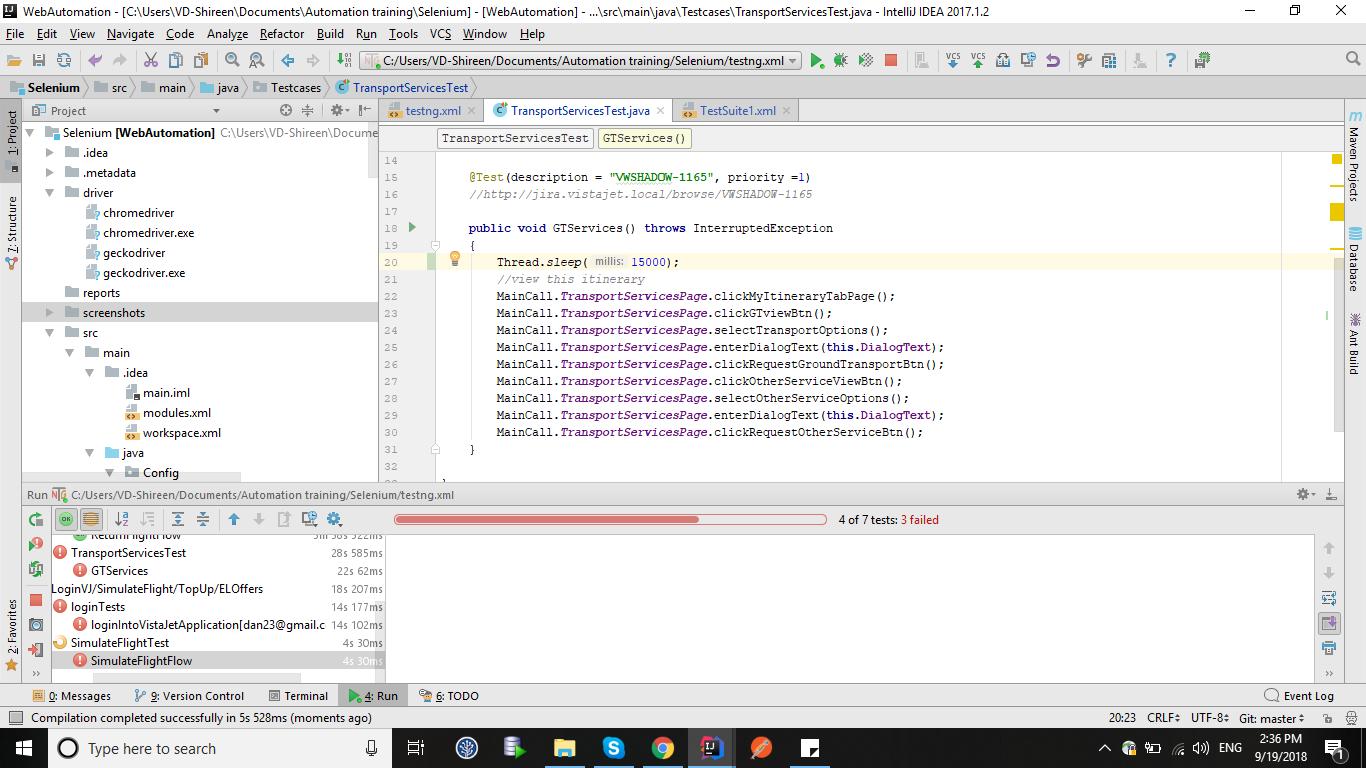 WebAutomation - [C:\Users\VD-Shireen\Documents\Automation training\Selenium] - [WebAutomation] - ...\src\main\java\Testcases\TransportServicesTest.java - IntelliJ IDEA 2017.1.2
File Edit View Navigate Code Analyze Refactor Build Run Tools VCS Window Help
C:/Users/VD-Shireen/Documents/Automation training/Selenium/testng.xml
VCS VCS
Selenium src main java Testcases TransportServicesTest
1: Project
7: Structure
2: Favorites
Project
testng.xml TransportServicesTest.java TestSuite1.xml
Selenium [WebAutomation] C:\Users\VD-Shireen\Docume
.idea
.metadata
driver
chromedriver
chromedriver.exe
geckodriver
geckodriver.exe
reports
screenshots
src
main
.idea
main.iml
modules.xml
workspace.xml
java
Config
TransportServicesTest GTServices()
14
15 @Test(description = "VWSHADOW-1165", priority =1)
16 //http://jira.vistajet.local/browse/VWSHADOW-1165
17
18 public void GTServices() throws InterruptedException
19 {
20 Thread.sleep( millis: 15000);
21 //view this itinerary
22 MainCall.TransportServicesPage.clickMyItineraryTabPage();
23 MainCall.TransportServicesPage.clickGTviewBtn();
24 MainCall.TransportServicesPage.selectTransportOptions();
25 MainCall.TransportServicesPage.enterDialogText(this.DialogText);
26 MainCall.TransportServicesPage.clickRequestGroundTransportBtn();
27 MainCall.TransportServicesPage.clickOtherServiceViewBtn();
28 MainCall.TransportServicesPage.selectOtherServiceOptions();
29 MainCall.TransportServicesPage.enterDialogText(this.DialogText);
30 MainCall.TransportServicesPage.clickRequestOtherServiceBtn();
31 }
32
Maven Projects
Database
Ant Build
Run C:/Users/VD-Shireen/Documents/Automation training/Selenium/testng.xml
4 of 7 tests: 3 failed
ReturnFlightFlow
TransportServicesTest 28s 585ms
GTServices 22s 62ms
LoginVJ/SimulateFlight/TopUp/ELOffers 18s 207ms
loginTests 14s 177ms
loginIntoVistaJetApplication[dan23@gmail.c 14s 102ms
SimulateFlightTest 4s 30ms
SimulateFlightFlow 4s 30ms
0: Messages 9: Version Control Terminal 4: Run 6: TODO Event Log
Compilation completed successfully in 5s 528ms (moments ago) 20:23 CRLF UTF-8 Git: master
Type here to search
ENG
2:36 PM
9/19/2018
1